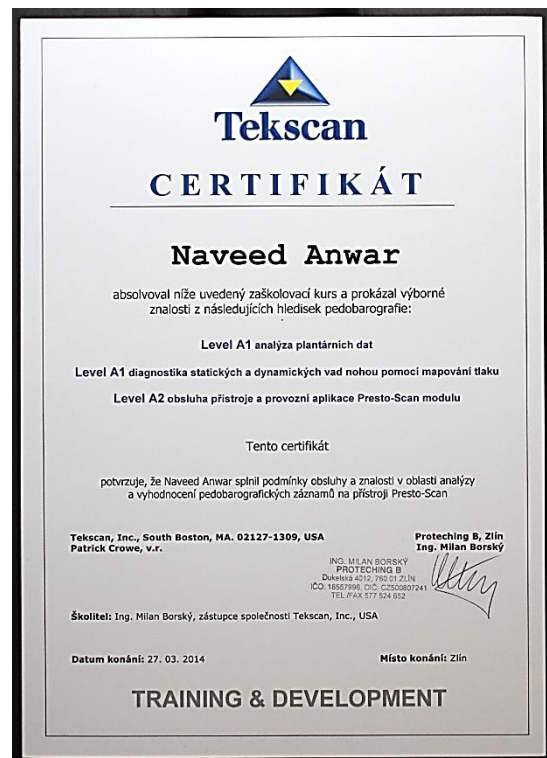 Tekscan
CERTIFIKÁT
Naveed Anwar
absolvoval níže uvedený zaškolovací kurs a prokázal výborné
znalosti z následujících hledisek pedobarografie:
Level A1 analýza plantárních dat
Level A1 diagnostika statických a dynamických vad nohou pomocí mapování tlaku
Level A2 obsluha přístroje a provozní aplikace Presto-Scan modulu
Tento certifikát
potvrzuje, že Naveed Anwar splnil podmínky obsluhy a znalosti v oblasti analýzy
a vyhodnocení pedobarografických záznamů na přístroji Presto-Scan
Tekscan, Inc., South Boston, MA. 02127-1309, USA
Patrick Crowe, v.r.
Proteching B, Zlín
Ing. Milan Borský
ING. MILAN BORSKÝ
PROTECHING B
Dukelská 4012, 760 01 ZLÍN
IČO: 18557996, DIČ: CZ500807241
TEL./FAX 577 524 652
Školitel: Ing. Milan Borský, zástupce společnosti Tekscan, Inc., USA
Datum konání: 27. 03. 2014
Místo konání: Zlín
TRAINING & DEVELOPMENT